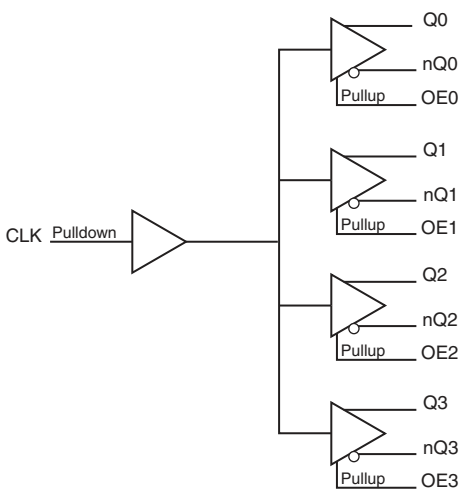 Q0
nQ0
Pullup OE0
Q1
nQ1
Pullup OE1
CLK Pulldown
Q2
nQ2
Pullup OE2
Q3
nQ3
Pullup OE3